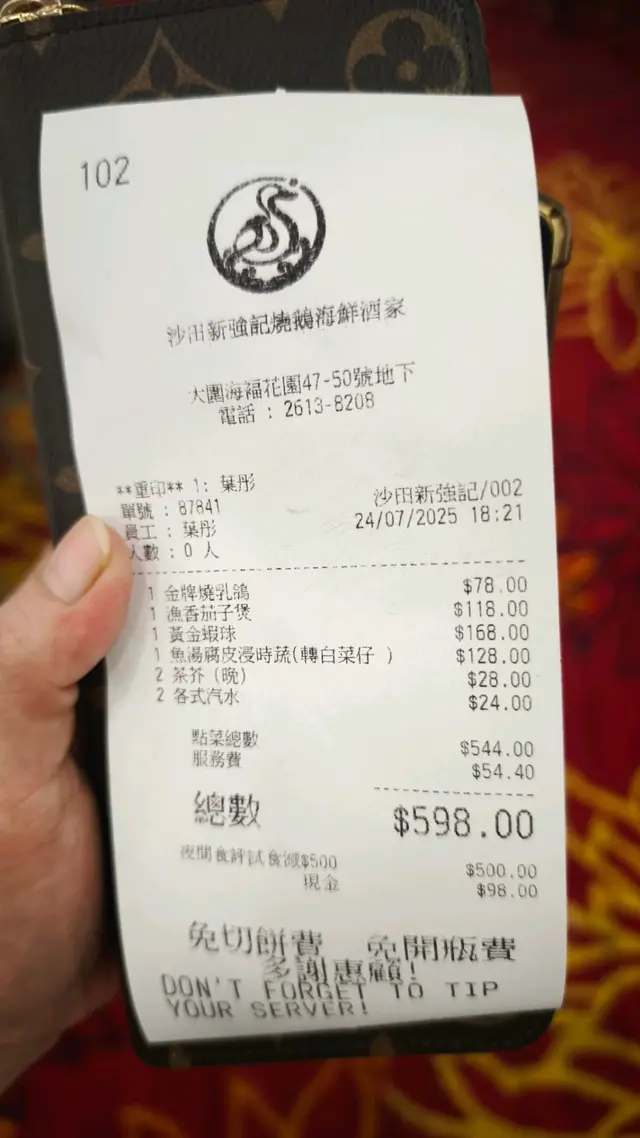 102
沙田新強記燒鵝海鮮酒家
大圍海福花園47-50號地下
電話 : 2613-8208
**重印** 1: 葉彤
單號 : 87841
沙田新強記/002
員工 : 葉彤
24/07/2025 18:21
人數 : 0 人
1 金牌燒乳鴿 $78.00
1 漁香茄子煲 $118.00
1 黃金蝦球 $168.00
1 魚湯腐皮浸時蔬(轉白菜仔 ) $128.00
2 茶芥 (晚) $28.00
2 各式汽水 $24.00
點菜總數 $544.00
服務費 $54.40
總數 $598.00
夜間食評試食減$500 $500.00
現金 $98.00
免切餅費 免開瓶費
多謝惠顧!
DON'T FORGET TO TIP
YOUR SERVER!